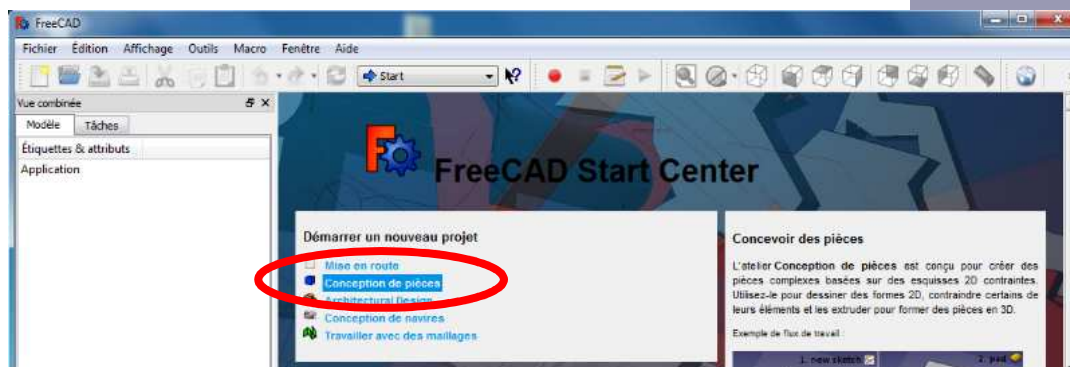 FreeCAD
Fichier Édition Affichage Outils Macro Fenêtre Aide
Start
Vue combinée
Modèle Tâches
Étiquettes & attributs
Application
FreeCAD Start Center
Démarrer un nouveau projet
Mise en route
Conception de pièces
Architectural Design
Conception de navires
Travailler avec des maillages
Concevoir des pièces
L'atelier Conception de pièces est conçu pour créer des
pièces complexes basées sur des esquisses 2D contraintes.
Utilisez-le pour dessiner des formes 2D, contraindre certains de
leurs éléments et les extruder pour former des pièces en 3D.
Exemple de flux de travail :
1. new sketch 2. pad